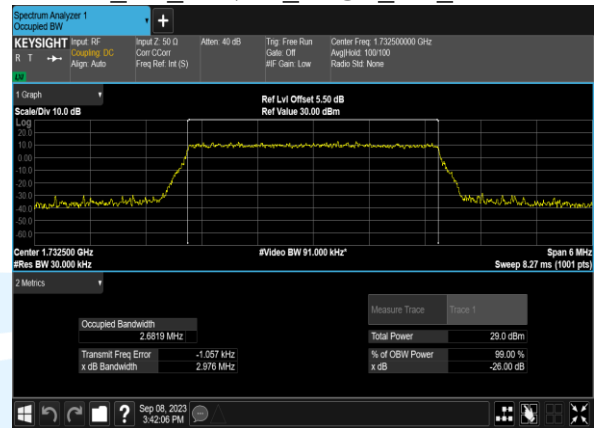 Spectrum Analyzer 1
Occupied BW
+
KEYSIGHT Input: RF Input Z: 50 Ω Atten: 40 dB Trig: Free Run Center Freq: 1.732500000 GHz
R T Coupling: DC Corr CCorr Gate: Off Avg|Hold: 100/100
Align: Auto Freq Ref: Int (S) #IF Gain: Low Radio Std: None
LW
1 Graph
Ref Lvl Offset 5.50 dB
Scale/Div 10.0 dB Ref Value 30.00 dBm
Log
20.0
10.0
0.00
-10.0
-20.0
-30.0
-40.0
-50.0
-60.0
Center 1.732500 GHz #Video BW 91.000 kHz* Span 6 MHz
#Res BW 30.000 kHz Sweep 8.27 ms (1001 pts)
2 Metrics
Measure Trace Trace 1
Occupied Bandwidth
2.6819 MHz Total Power 29.0 dBm
Transmit Freq Error -1.057 kHz % of OBW Power 99.00 %
x dB Bandwidth 2.976 MHz x dB -26.00 dB
? Sep 08, 2023
3:42:06 PM